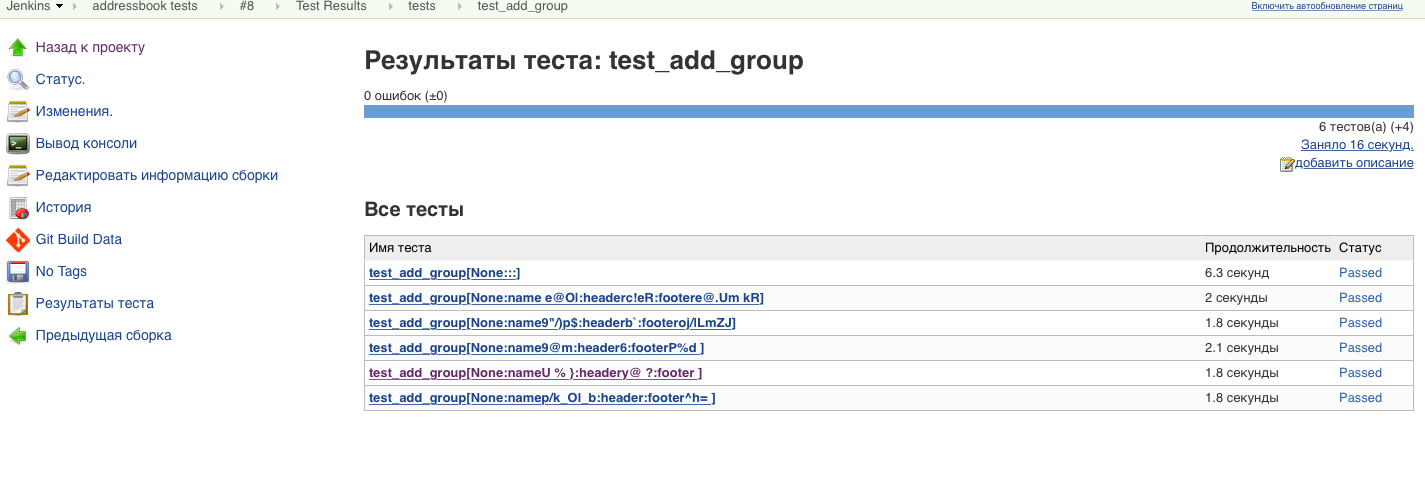 Jenkins addressbook tests #8 Test Results tests test_add_group Включить автообновление страниц
Назад к проекту
Статус.
Изменения.
Вывод консоли
Редактировать информацию сборки
История
Git Build Data
No Tags
Результаты теста
Предыдущая сборка
Результаты теста: test_add_group
0 ошибок (±0)
6 тестов(а) (+4)
Заняло 16 секунд.
добавить описание
Все тесты
Имя теста Продолжительность Статус
test_add_group[None:::] 6.3 секунд Passed
test_add_group[None:name e@Ol:headerc!eR:footere@.Um kR] 2 секунды Passed
test_add_group[None:name9"/)p$:headerb`:footeroj/lLmZJ] 1.8 секунды Passed
test_add_group[None:name9@m:header6:footerP%d ] 2.1 секунды Passed
test_add_group[None:nameU % }:headery@ ?:footer ] 1.8 секунды Passed
test_add_group[None:namep/k_Ol_b:header:footer^h= ] 1.8 секунды Passed